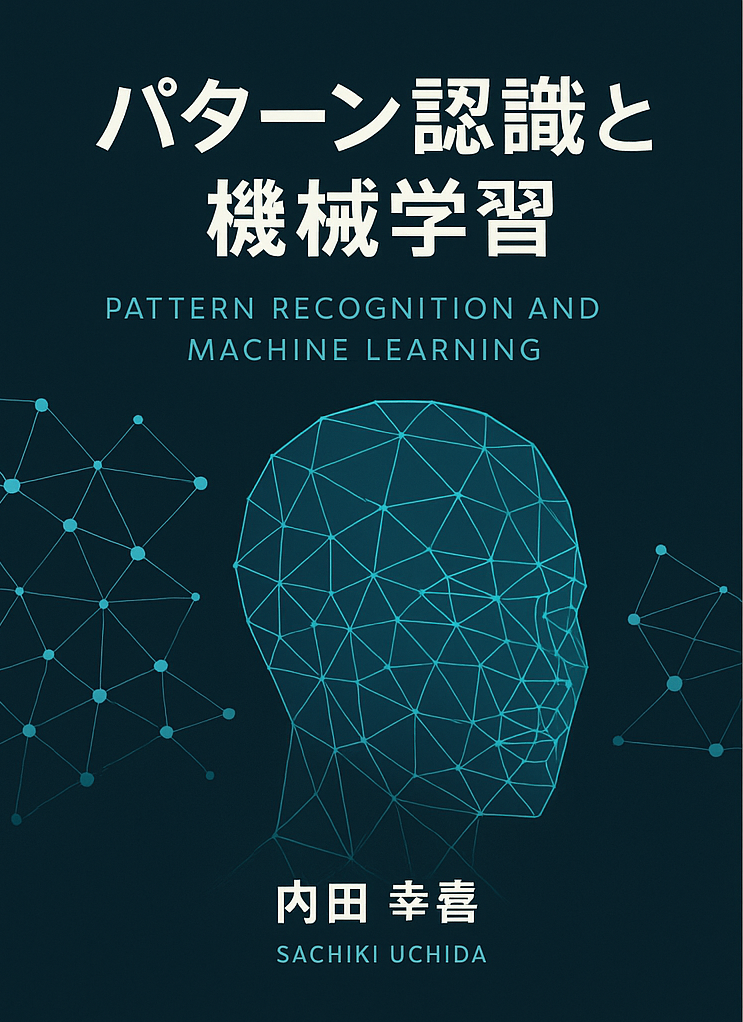 パターン認識と
機械学習
PATTERN RECOGNITION AND
MACHINE LEARNING
内田 幸喜
SACHIKI UCHIDA